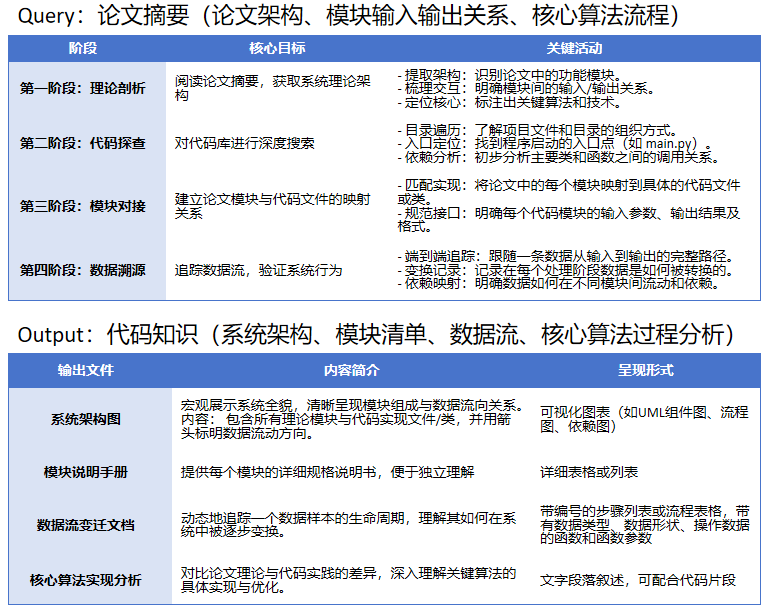 Query：论文摘要（论文架构、模块输入输出关系、核心算法流程）
阶段 核心目标 关键活动
第一阶段：理论剖析
阅读论文摘要，获取系统理论架
构
- 提取架构：识别论文中的功能模块。
- 梳理交互：明确模块间的输入/输出关系。
- 定位核心：标注出关键算法和技术。
第二阶段：代码探查
对代码库进行深度搜索
- 目录遍历：了解项目文件和目录的组织方式。
- 入口定位：找到程序启动的入口点（如 main.py）。
- 依赖分析：初步分析主要类和函数之间的调用关系。
第三阶段：模块对接
建立论文模块与代码文件的映射
关系
- 匹配实现：将论文中的每个模块映射到具体的代码文件
或类。
- 规范接口：明确每个代码模块的输入参数、输出结果及
格式。
第四阶段：数据溯源
追踪数据流，验证系统行为
- 端到端追踪：跟随一条数据从输入到输出的完整路径。
- 变换记录：记录在每个处理阶段数据是如何被转换的。
- 依赖映射：明确数据如何在不同模块间流动和依赖。
Output：代码知识（系统架构、模块清单、数据流、核心算法过程分析）
输出文件 内容简介 呈现形式
系统架构图
宏观展示系统全貌，清晰呈现模块组成与数据流向关系。
内容： 包含所有理论模块与代码实现文件/类，并用箭
头标明数据流动方向。
可视化图表（如UML组件图、流程
图、依赖图）
模块说明手册
提供每个模块的详细规格说明书，便于独立理解
详细表格或列表
数据流变迁文档
动态地追踪一个数据样本的生命周期，理解其如何在系
统中被逐步变换。
带编号的步骤列表或流程表格，带
有数据类型、数据形状、操作数据
的函数和函数参数
核心算法实现分析
对比论文理论与代码实践的差异，深入理解关键算法的
具体实现与优化。
文字段落叙述，可配合代码片段